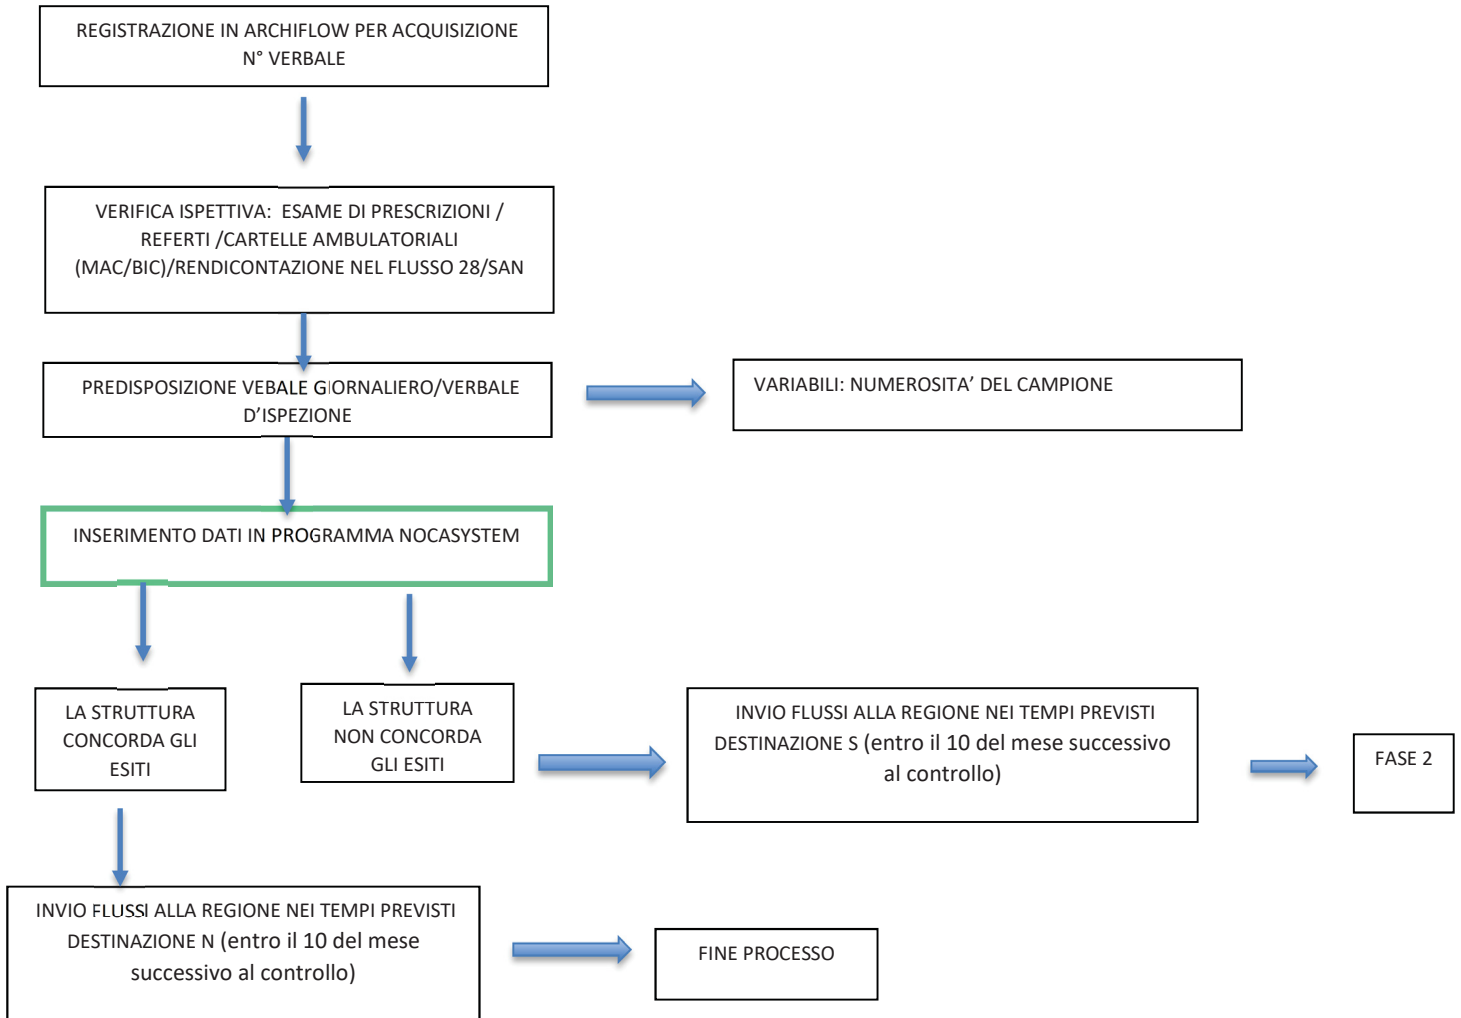 REGISTRAZIONE IN ARCHIFLOW PER ACQUISIZIONE
N° VERBALE
VERIFICA ISPETTIVA: ESAME DI PRESCRIZIONI /
REFERTI /CARTELLE AMBULATORIALI
(MAC/BIC)/RENDICONTAZIONE NEL FLUSSO 28/SAN
PREDISPOSIZIONE VEBALE GIORNALIERO/VERBALE
D'ISPEZIONE
VARIABILI: NUMEROSITA' DEL CAMPIONE
INSERIMENTO DATI IN PROGRAMMA NOCASYSTEM
LA STRUTTURA
CONCORDA GLI
ESITI
LA STRUTTURA
NON CONCORDA
GLI ESITI
INVIO FLUSSI ALLA REGIONE NEI TEMPI PREVISTI
DESTINAZIONE S (entro il 10 del mese successivo
al controllo)
FASE 2
INVIO FLUSSI ALLA REGIONE NEI TEMPI PREVISTI
DESTINAZIONE N (entro il 10 del mese
successivo al controllo)
FINE PROCESSO